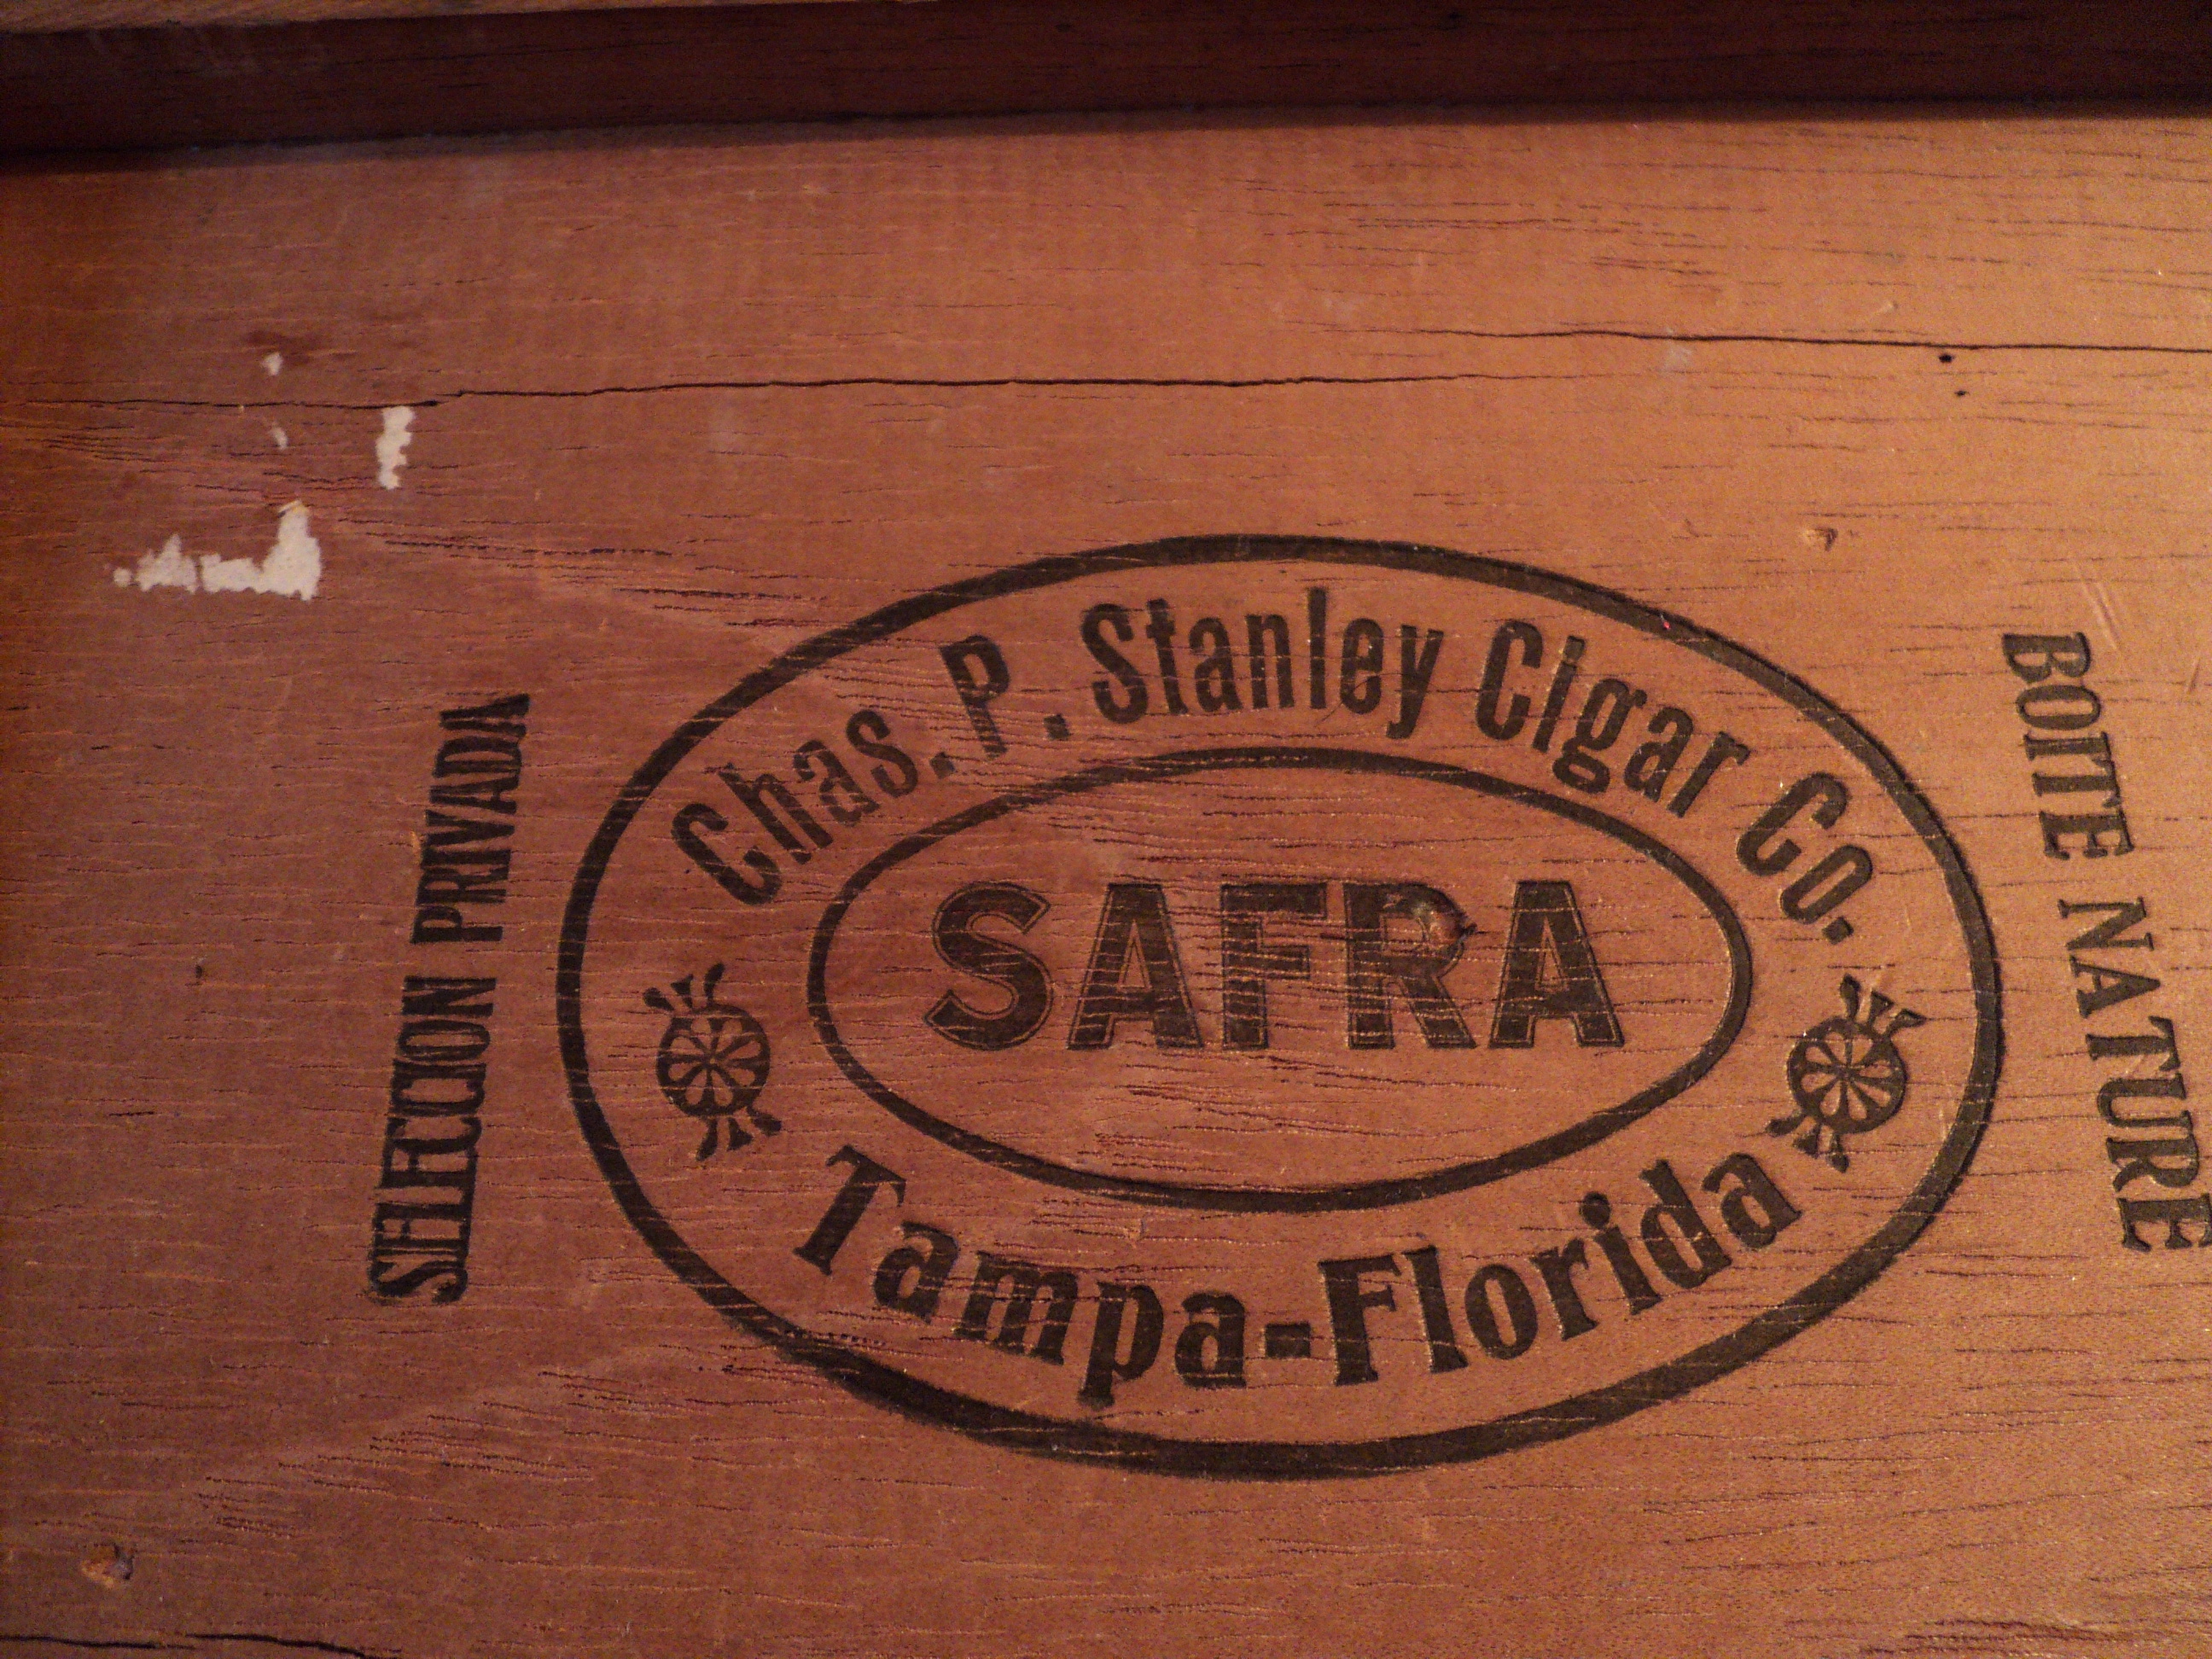 SELECCION PRIVADA
Chas. P. Stanley Cigar Co.
SAFRA
Tampa-Florida
BOITE NATURE